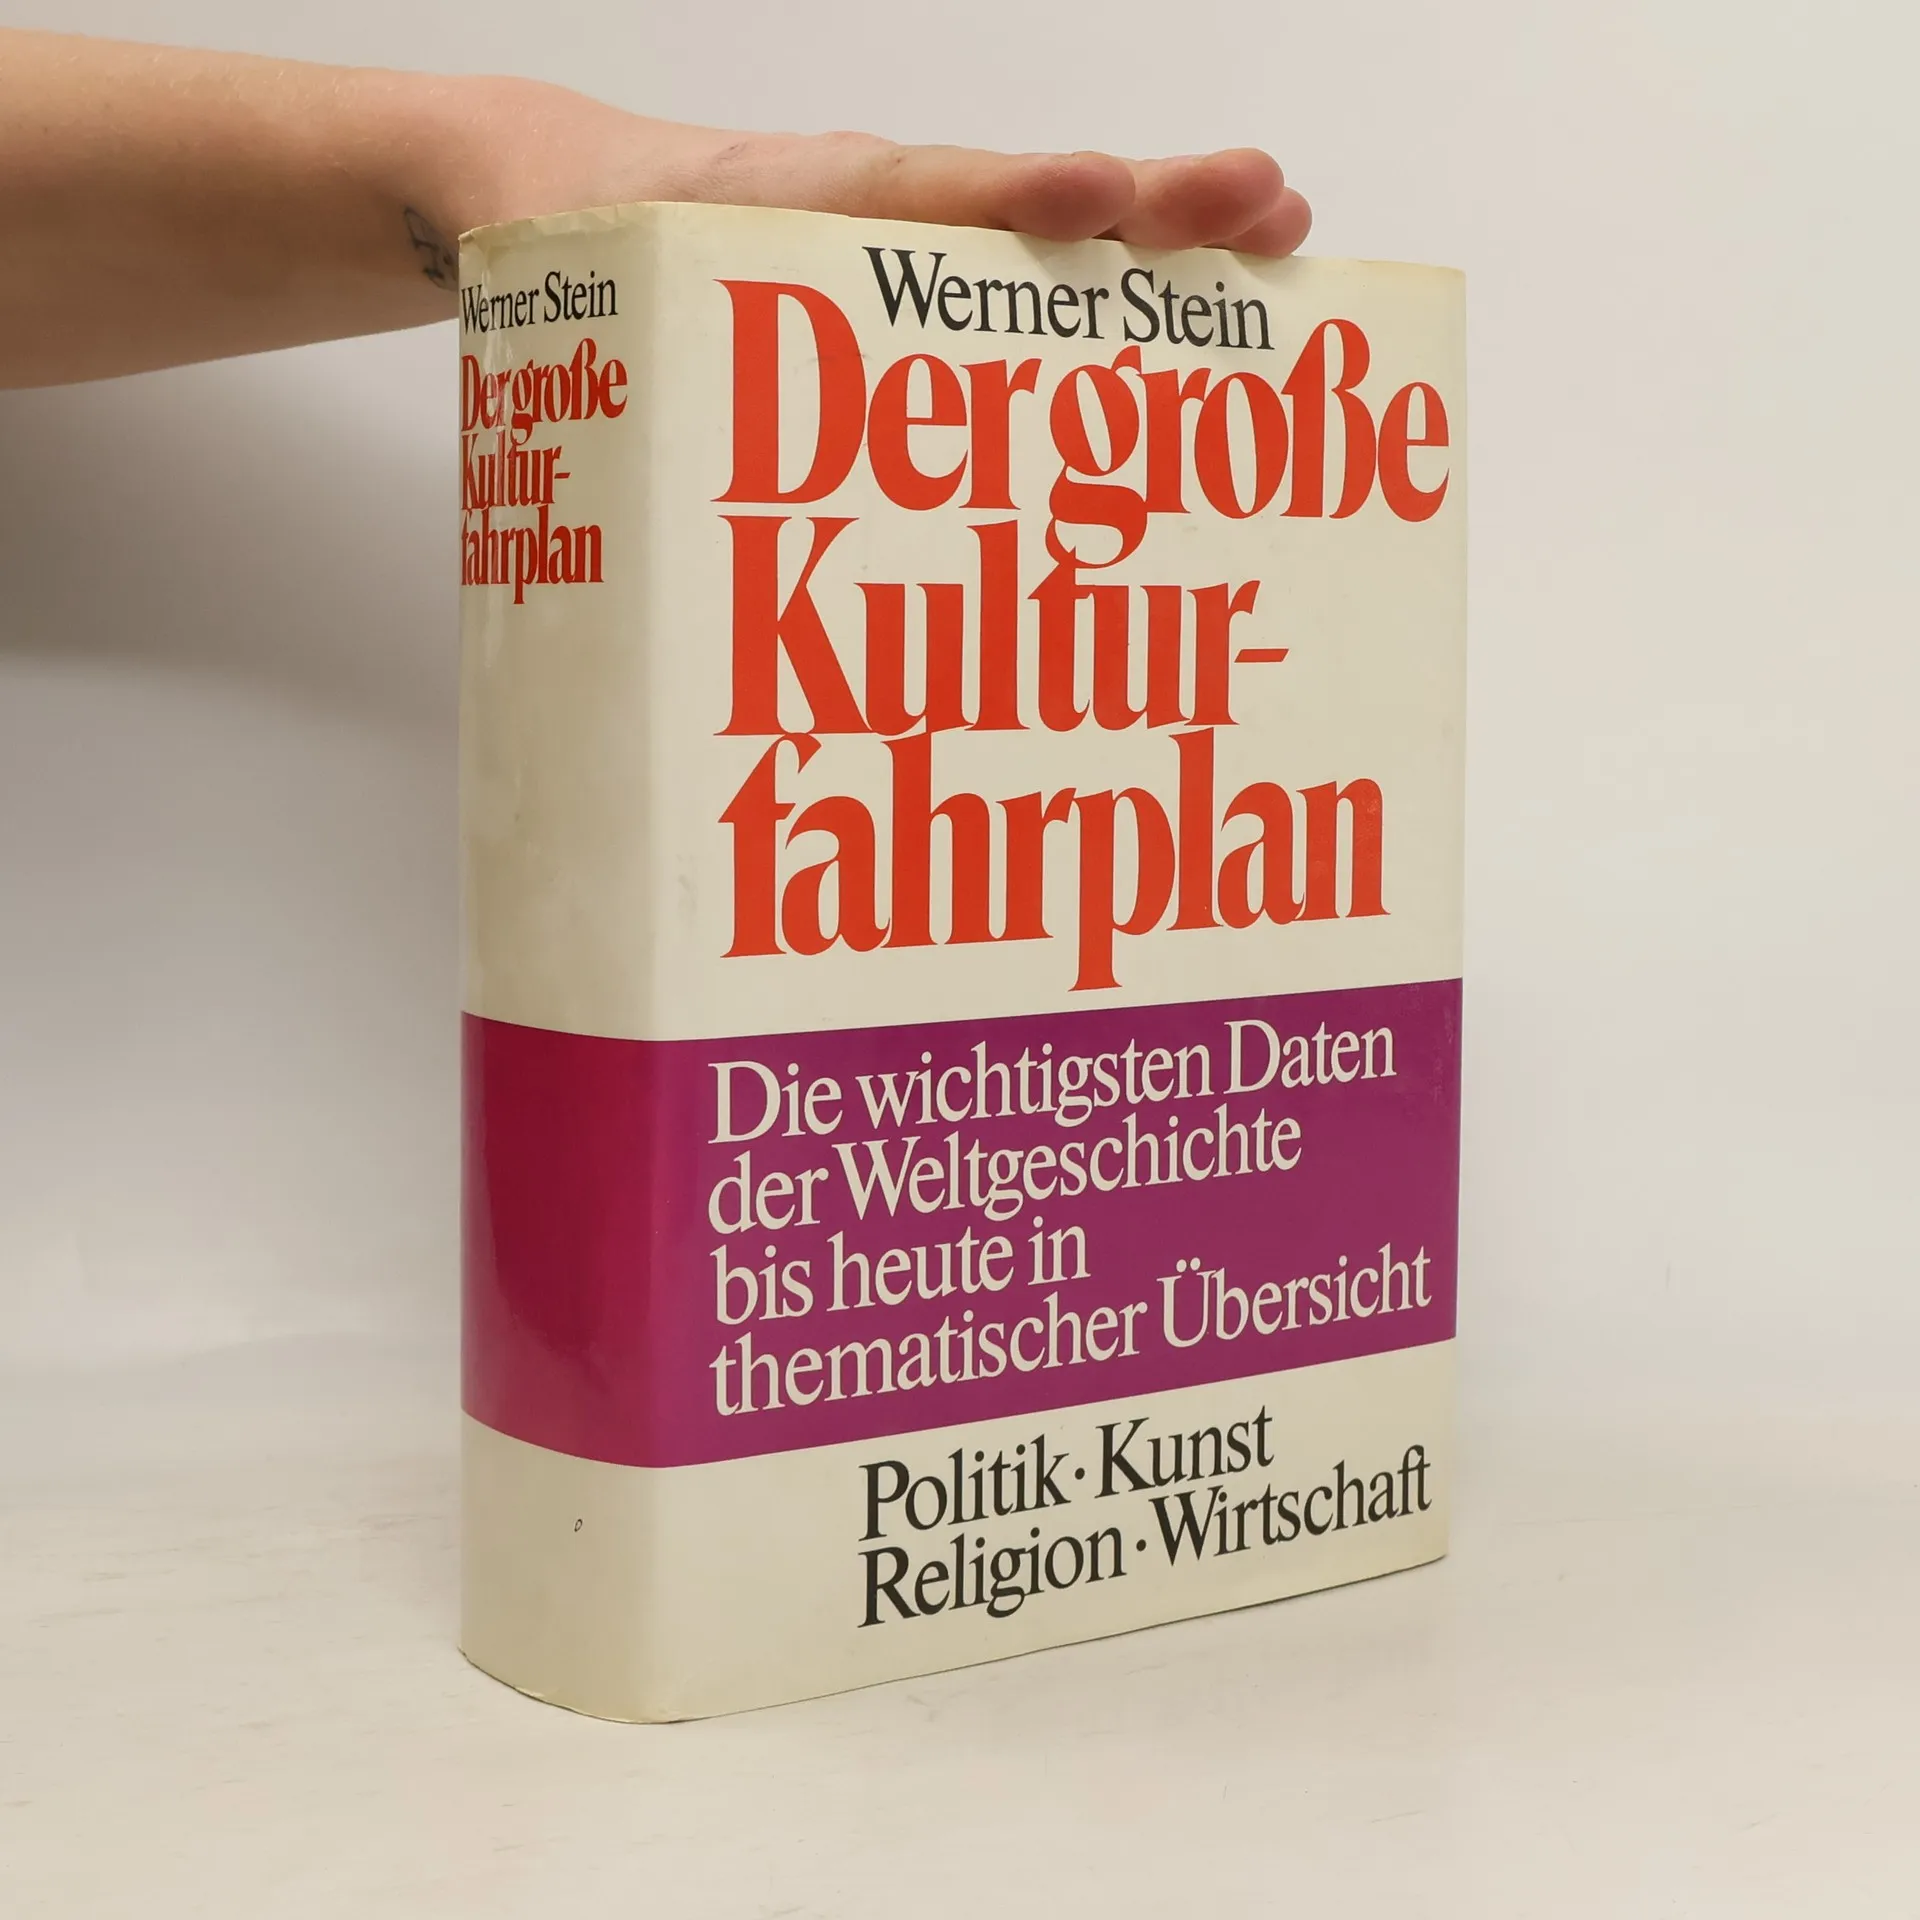 Werner Stein
Der große
Kultur-
fahrplan
Werner Stein
Der große
Kultur-
fahrplan
Die wichtigsten Daten
der Weltgeschichte
bis heute in
thematischer Übersicht
Politik · Kunst
Religion · Wirtschaft